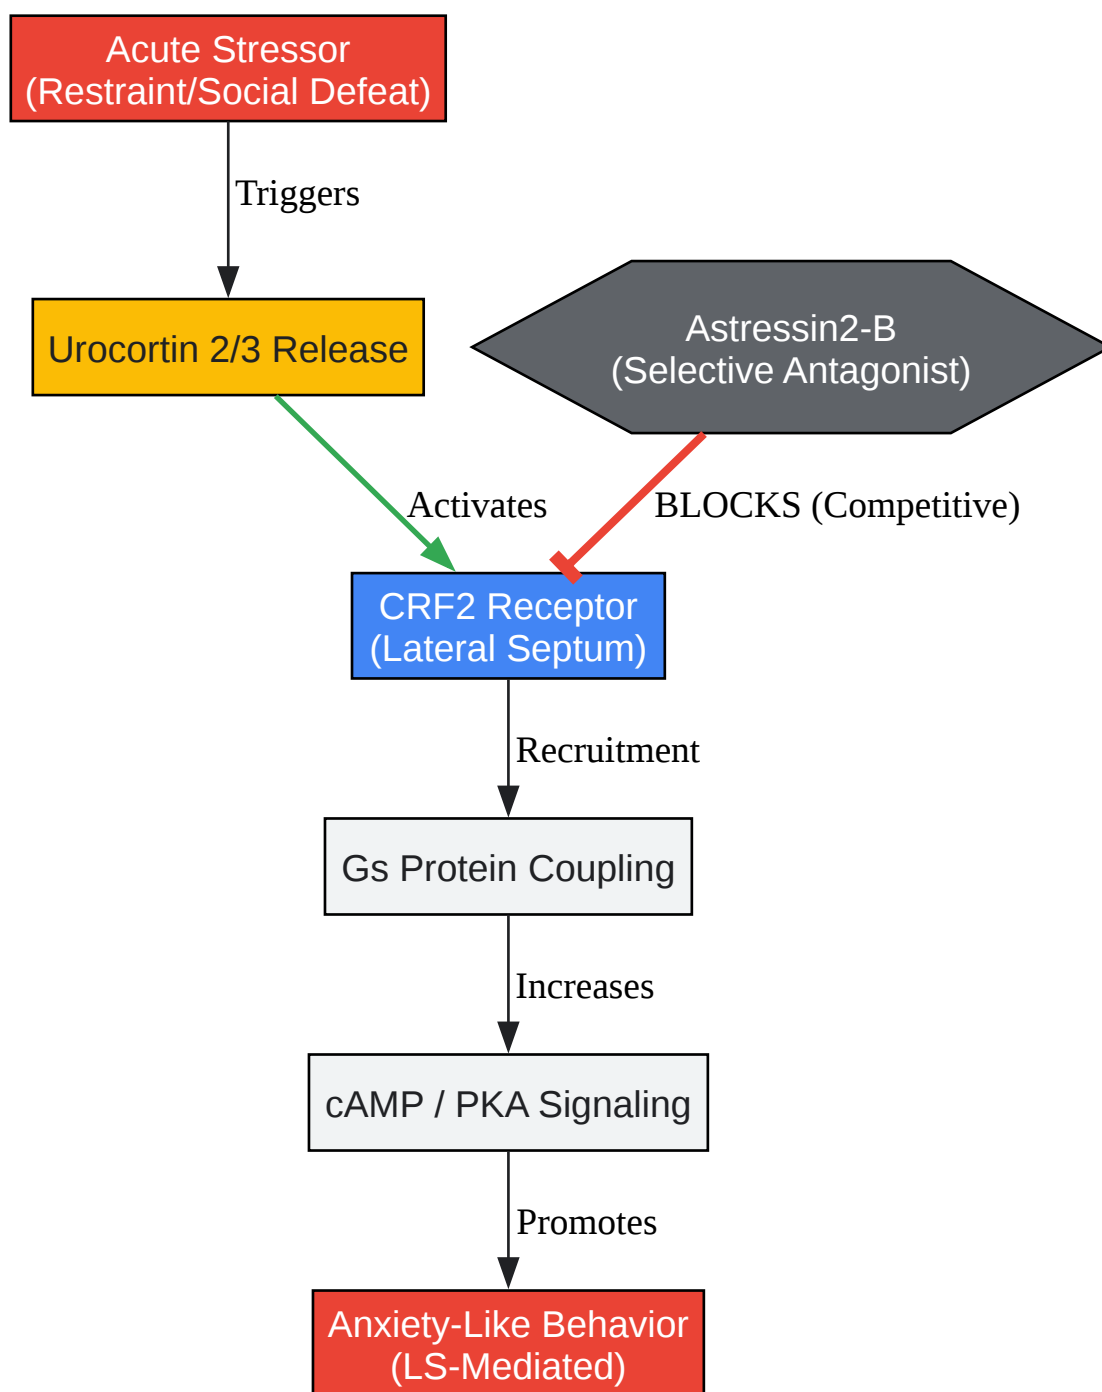 Acute Stressor
(Restraint/Social Defeat)
Triggers
Urocortin 2/3 Release
Astressin2-B
(Selective Antagonist)
Activates
BLOCKS (Competitive)
CRF2 Receptor
(Lateral Septum)
Recruitment
Gs Protein Coupling
Increases
cAMP / PKA Signaling
Promotes
Anxiety-Like Behavior
(LS-Mediated)